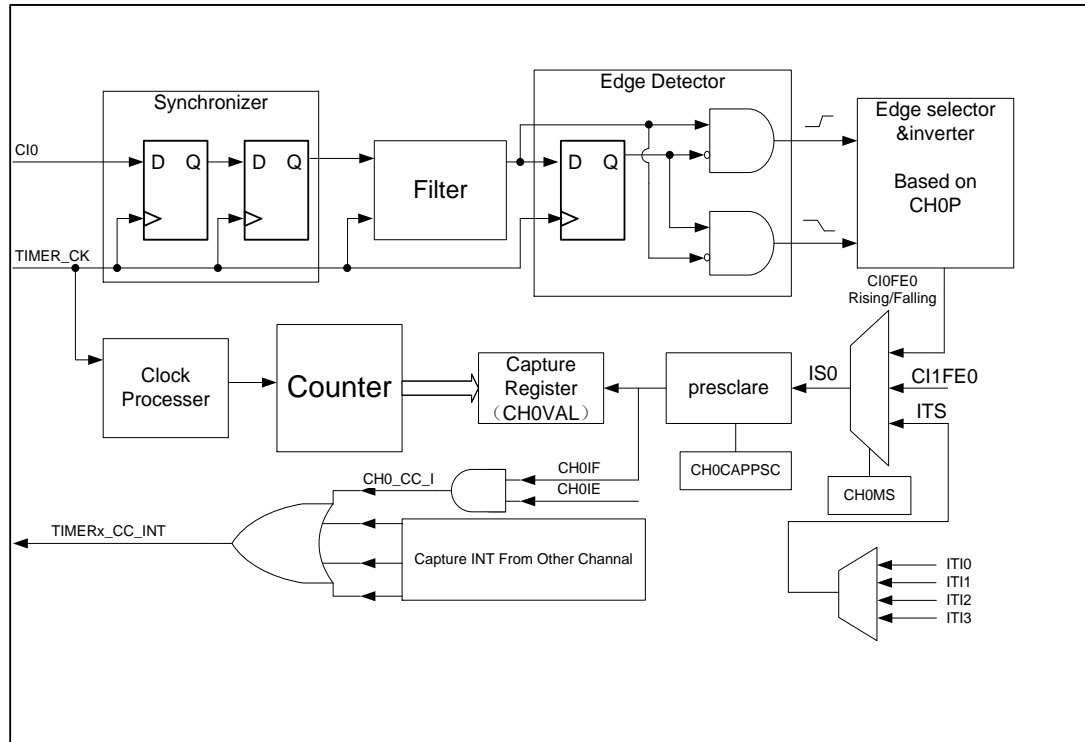 Edge Detector
Synchronizer
Edge selector
&inverter
Based on
CH0P
CI0
D Q
D Q
Filter
D Q
TIMER_CK
CI0FE0
Rising/Falling
Clock
Processer
Counter
Capture
Register
（CH0VAL）
presclare
IS0
CI1FE0
ITS
CH0CAPPSC
CH0MS
CH0_CC_I
CH0IF
CH0IE
TIMERx_CC_INT
Capture INT From Other Channal
ITI0
ITI1
ITI2
ITI3